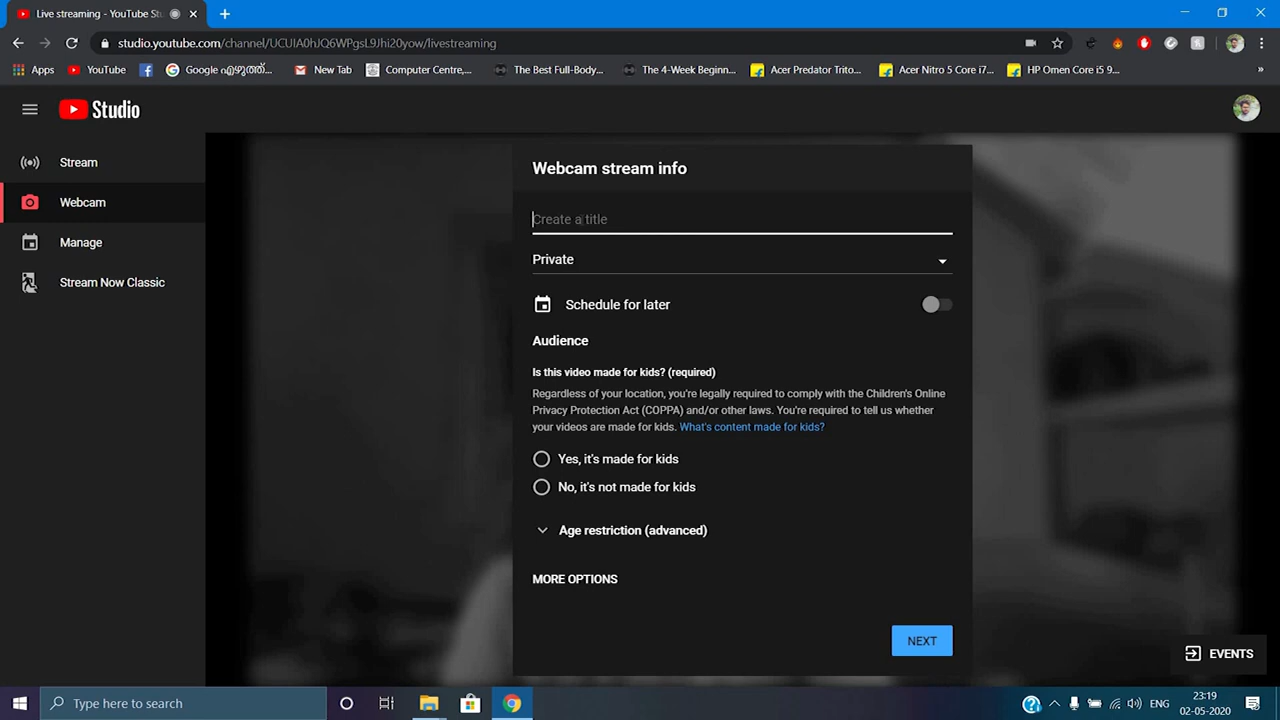 Live streaming - YouTube Stu
studio.youtube.com/channel/UCUIA0hJQ6WPgsL9Jhi20yow/livestreaming
Apps
YouTube
Google എഴുത്ത്...
New Tab
Computer Centre,...
The Best Full-Body...
The 4-Week Beginn...
Acer Predator Trito...
Acer Nitro 5 Core i7...
HP Omen Core i5 9...
»
Studio
Stream
Webcam
Manage
Stream Now Classic
Webcam stream info
Create a title
Private
Schedule for later
Audience
Is this video made for kids? (required)
Regardless of your location, you're legally required to comply with the Children's Online
Privacy Protection Act (COPPA) and/or other laws. You're required to tell us whether
your videos are made for kids. What's content made for kids?
Yes, it's made for kids
No, it's not made for kids
Age restriction (advanced)
MORE OPTIONS
NEXT
EVENTS
Type here to search
ENG
23:19
02-05-2020